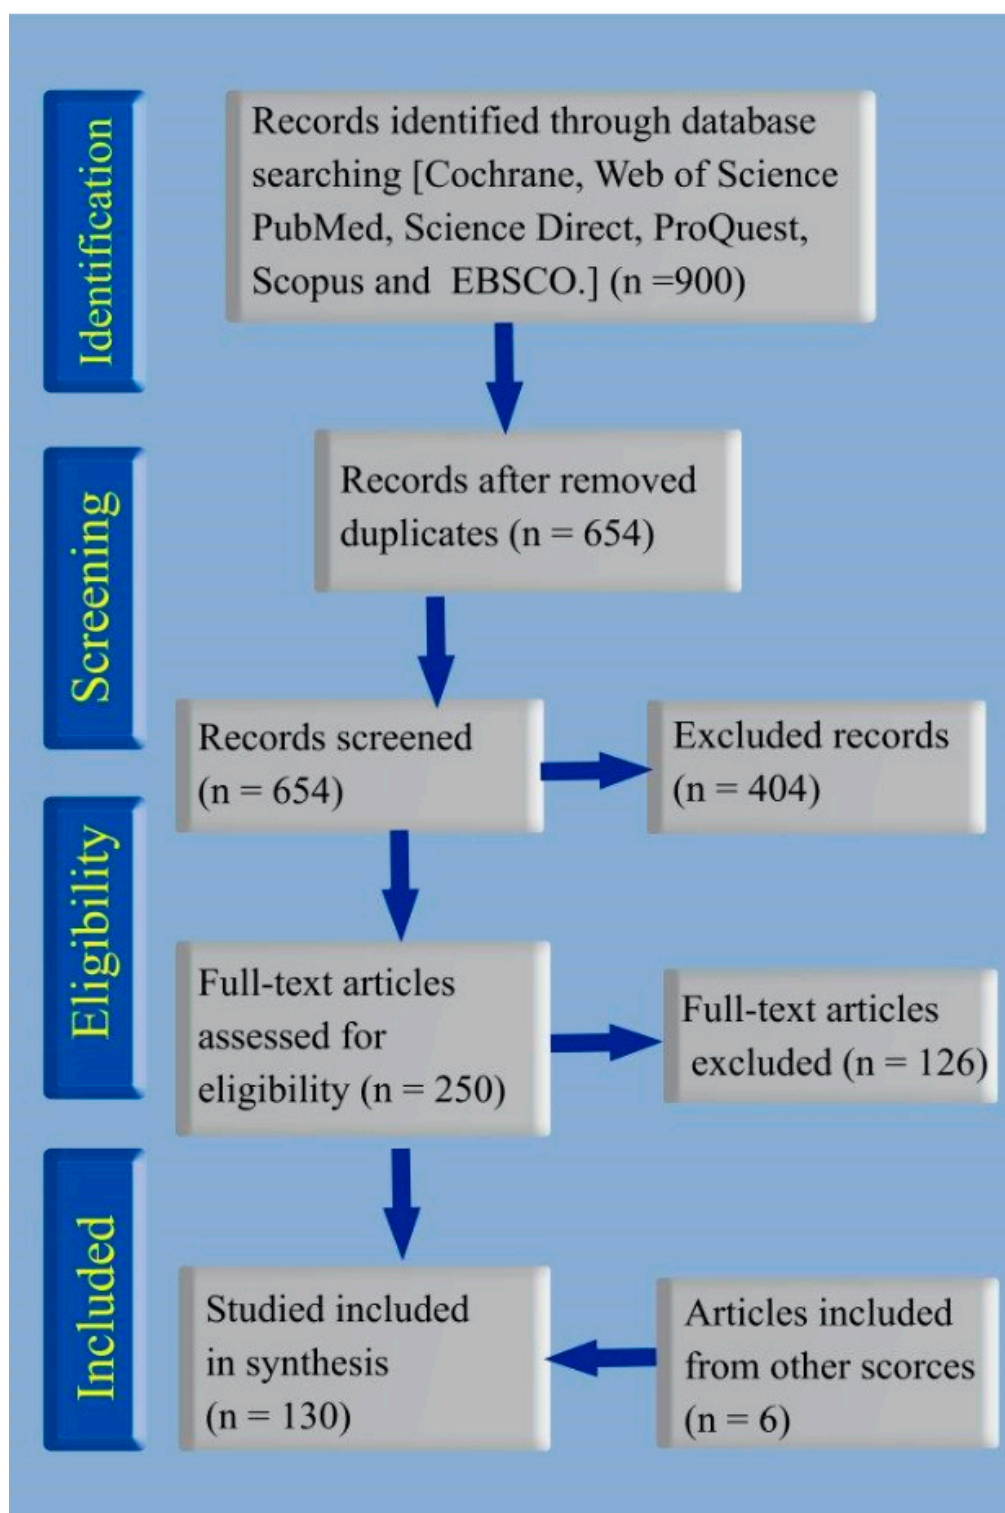 Identification
Records identified through database
searching [Cochrane, Web of Science
PubMed, Science Direct, ProQuest,
Scopus and EBSCO.] (n =900)
Screening
Records after removed
duplicates (n = 654)
Records screened
(n = 654)
Excluded records
(n = 404)
Eligibility
Full-text articles
assessed for
eligibility (n = 250)
Full-text articles
excluded (n = 126)
Included
Studied included
in synthesis
(n = 130)
Articles included
from other scorces
(n = 6)